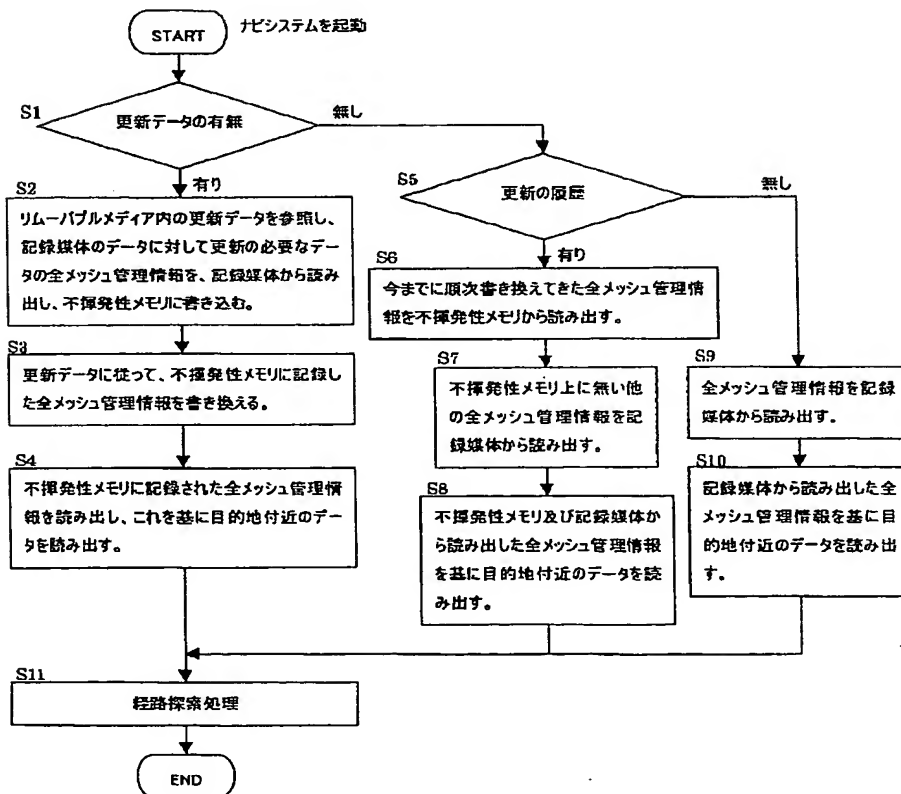 START
ナビシステムを起動
S1
更新データの有無
無し
有り
S2
リムーバブルメディア内の更新データを参照し、
記録媒体のデータに対して更新の必要なデー
タの全メッシュ管理情報を、記録媒体から読み
出し、不揮発性メモリに書き込む。
S3
更新データに従って、不揮発性メモリに記録し
た全メッシュ管理情報を書き換える。
S4
不揮発性メモリに記録された全メッシュ管理情
報を読み出し、これを基に目的地付近のデー
タを読み出す。
S5
更新の履歴
無し
有り
S6
今までに順次書き換えてきた全メッシュ管理情
報を不揮発性メモリから読み出す。
S7
不揮発性メモリ上に無い他
の全メッシュ管理情報を記
録媒体から読み出す。
S8
不揮発性メモリ及び記録媒体か
ら読み出した全メッシュ管理情報
を基に目的地付近のデータを読
み出す。
S9
全メッシュ管理情報を記録
媒体から読み出す。
S10
記録媒体から読み出した全
メッシュ管理情報を基に目
的地付近のデータを読み出
す。
S11
経路探索処理
END